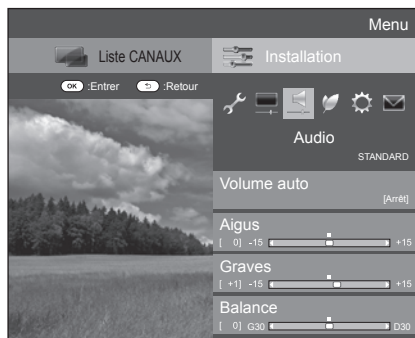 Menu
Liste CANAUX
Installation
OK :Entrer :Retour
Audio
STANDARD
Volume auto
[Arrêt]
Aigus
[ 0] -15 +15
Graves
[ +1] -15 +15
Balance
[ 0] G30 D30